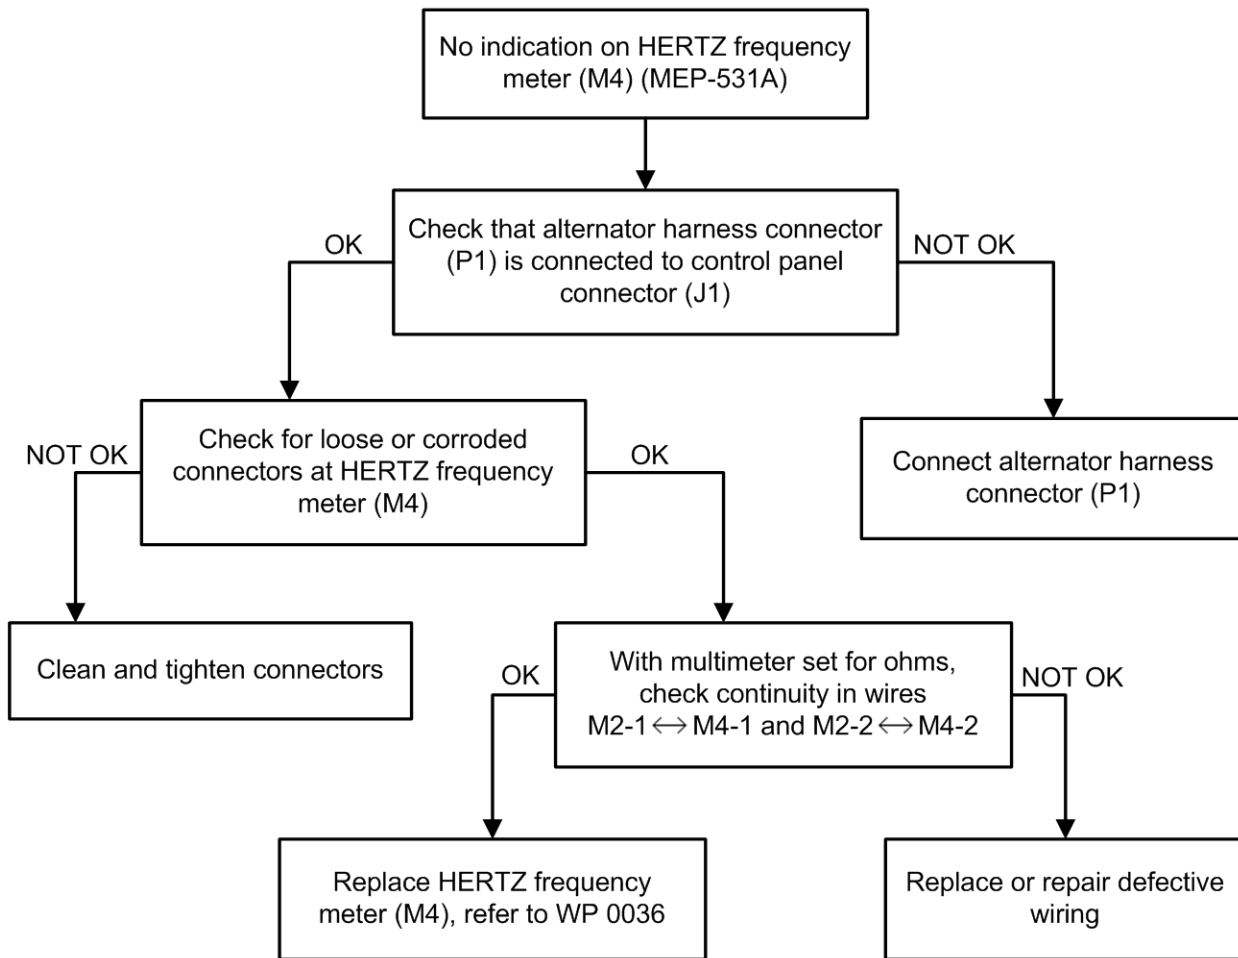 No indication on HERTZ frequency
meter (M4) (MEP-531A)
OK
Check that alternator harness connector
(P1) is connected to control panel
connector (J1)
NOT OK
NOT OK
Check for loose or corroded
connectors at HERTZ frequency
meter (M4)
OK
Connect alternator harness
connector (P1)
Clean and tighten connectors
OK
With multimeter set for ohms,
check continuity in wires
M2-1↔M4-1 and M2-2↔M4-2
NOT OK
Replace HERTZ frequency
meter (M4), refer to WP 0036
Replace or repair defective
wiring